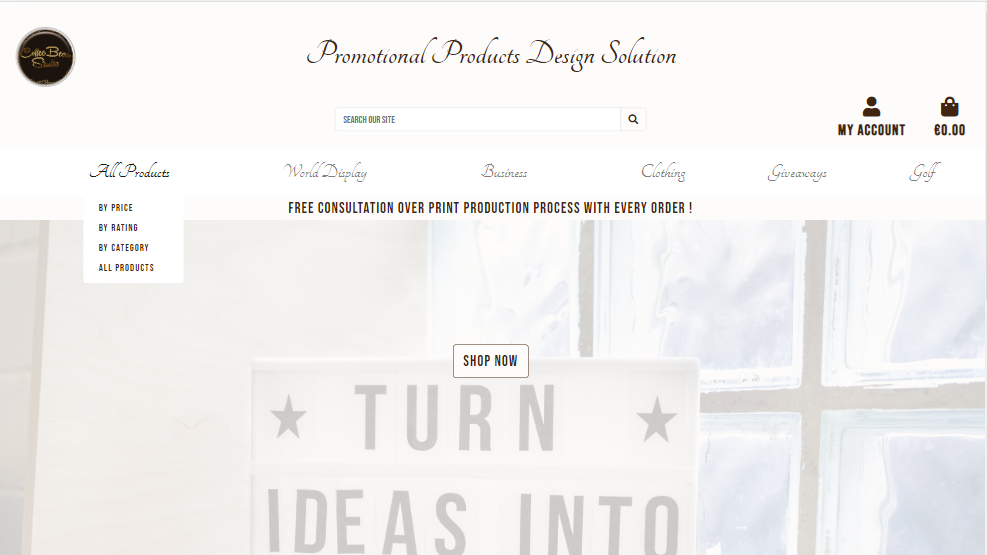 Coffee Bean
Studio
Promotional Products Design Solution
SEARCH OUR SITE
MY ACCOUNT
€0.00
All Products
World Display
Business
Clothing
Giveaways
Golf
BY PRICE
BY RATING
BY CATEGORY
ALL PRODUCTS
FREE CONSULTATION OVER PRINT PRODUCTION PROCESS WITH EVERY ORDER !
SHOP NOW
★ TURN ★
IDEAS INTO